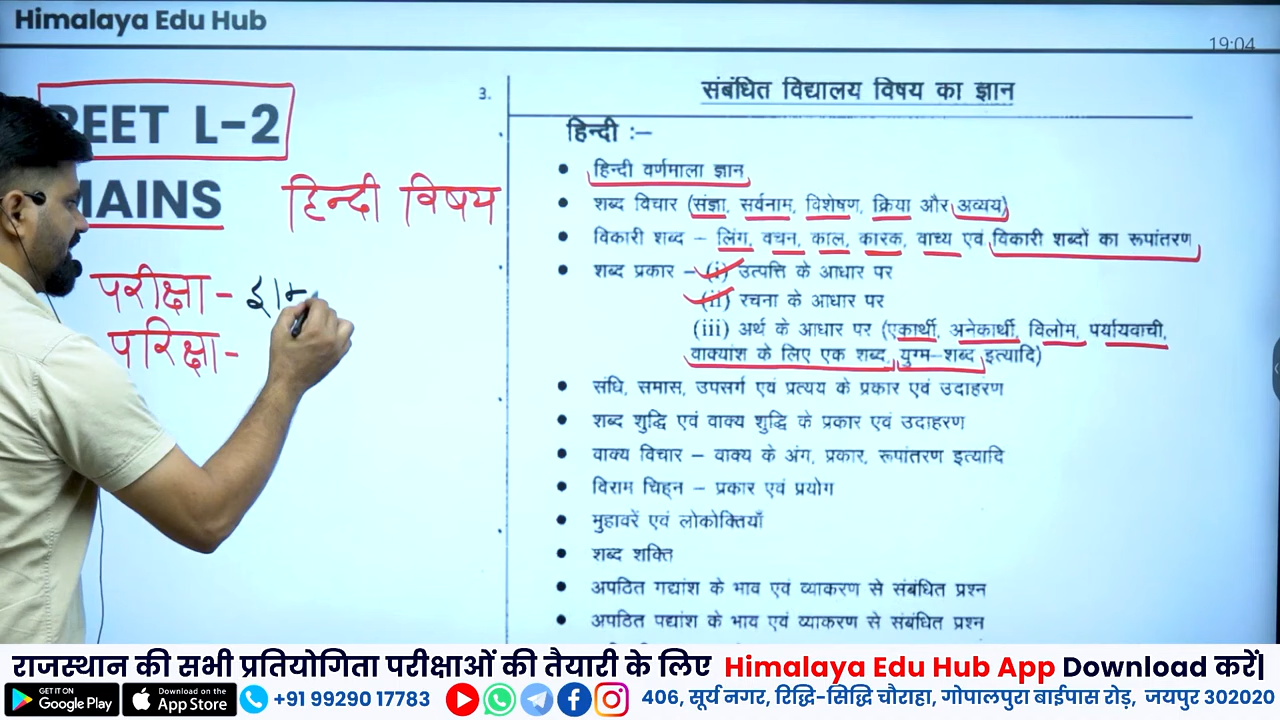 Himalaya Edu Hub
19:04
REET L-2
MAINS
हिन्दी विषय
परीक्षा -
परिक्षा -
3.
संबंधित विद्यालय विषय का ज्ञान
हिन्दी :–
• हिन्दी वर्णमाला ज्ञान
• शब्द विचार (संज्ञा, सर्वनाम, विशेषण, क्रिया और अव्यय)
• विकारी शब्द – लिंग, वचन, काल, कारक, वाच्य एवं विकारी शब्दों का रूपांतरण
• शब्द प्रकार – (i) उत्पत्ति के आधार पर
(ii) रचना के आधार पर
(iii) अर्थ के आधार पर (एकार्थी, अनेकार्थी, विलोम, पर्यायवाची,
वाक्यांश के लिए एक शब्द, युग्म–शब्द इत्यादि)
• संधि, समास, उपसर्ग एवं प्रत्यय के प्रकार एवं उदाहरण
• शब्द शुद्धि एवं वाक्य शुद्धि के प्रकार एवं उदाहरण
• वाक्य विचार – वाक्य के अंग, प्रकार, रूपांतरण इत्यादि
• विराम चिह्न – प्रकार एवं प्रयोग
• मुहावरें एवं लोकोक्तियाँ
• शब्द शक्ति
• अपठित गद्यांश के भाव एवं व्याकरण से संबंधित प्रश्न
• अपठित पद्यांश के भाव एवं व्याकरण से संबंधित प्रश्न
राजस्थान की सभी प्रतियोगिता परीक्षाओं की तैयारी के लिए Himalaya Edu Hub App Download करें|
GET IT ON Google Play
Download on the App Store
+91 99290 17783
406, सूर्य नगर, रिद्धि-सिद्धि चौराहा, गोपालपुरा बाईपास रोड़, जयपुर 302020